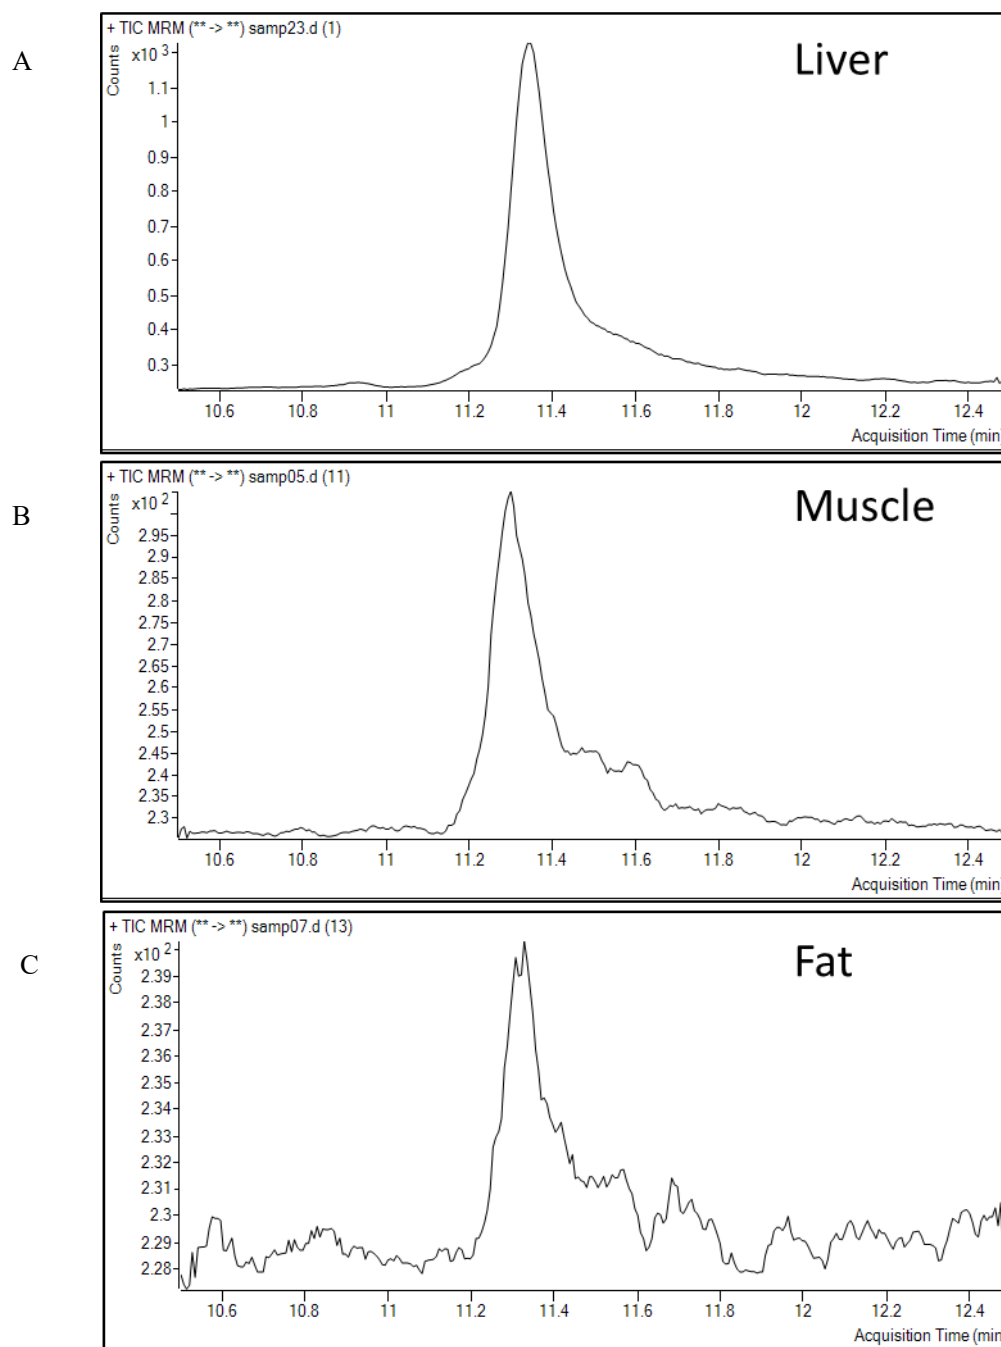 A
+ TIC MRM (** -> **) samp23.d (1)
Counts
x10 3
Liver
1.1
1
0.9
0.8
0.7
0.6
0.5
0.4
0.3
10.6 10.8 11 11.2 11.4 11.6 11.8 12 12.2 12.4
Acquisition Time (min)
B
+ TIC MRM (** -> **) samp05.d (11)
Counts
x10 2
Muscle
2.95
2.9
2.85
2.8
2.75
2.7
2.65
2.6
2.55
2.5
2.45
2.4
2.35
2.3
10.6 10.8 11 11.2 11.4 11.6 11.8 12 12.2 12.4
Acquisition Time (min)
C
+ TIC MRM (** -> **) samp07.d (13)
Counts
x10 2
Fat
2.39
2.38
2.37
2.36
2.35
2.34
2.33
2.32
2.31
2.3
2.29
2.28
10.6 10.8 11 11.2 11.4 11.6 11.8 12 12.2 12.4
Acquisition Time (min)